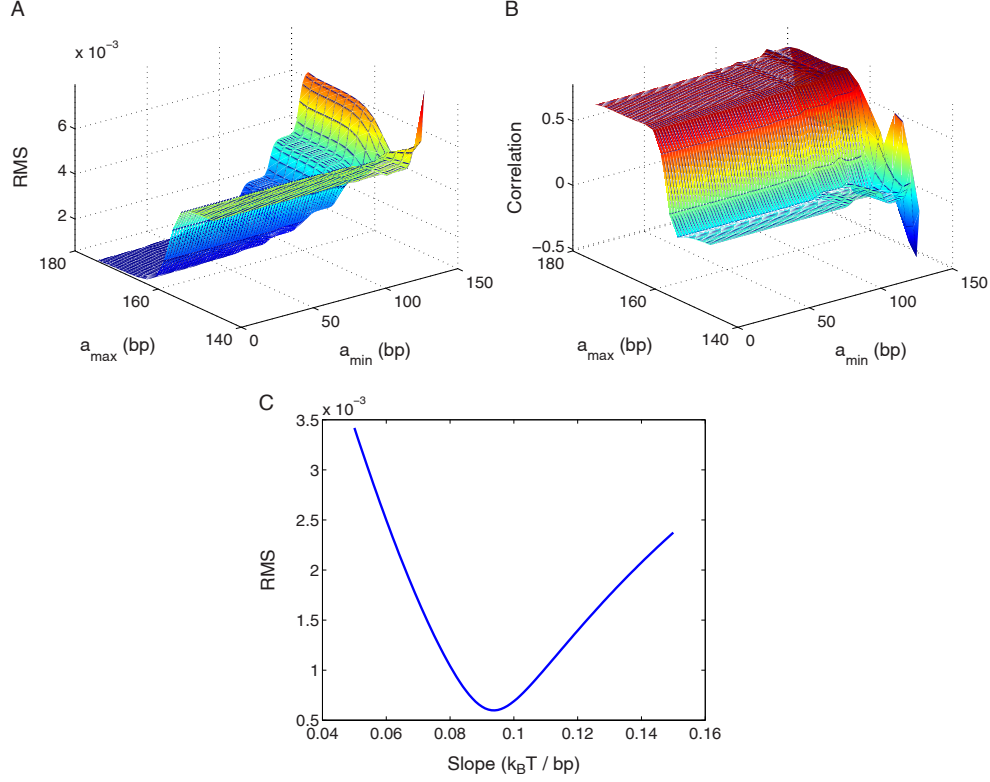 A
x 10⁻³
6
4
2
RMS
180
160
140
a_max (bp)
0
50
100
150
a_min (bp)
B
0.5
0
−0.5
Correlation
180
160
140
a_max (bp)
0
50
100
150
a_min (bp)
C
x 10⁻³
3.5
3
2.5
2
1.5
1
0.5
RMS
0.04 0.06 0.08 0.1 0.12 0.14 0.16
Slope (k_BT / bp)